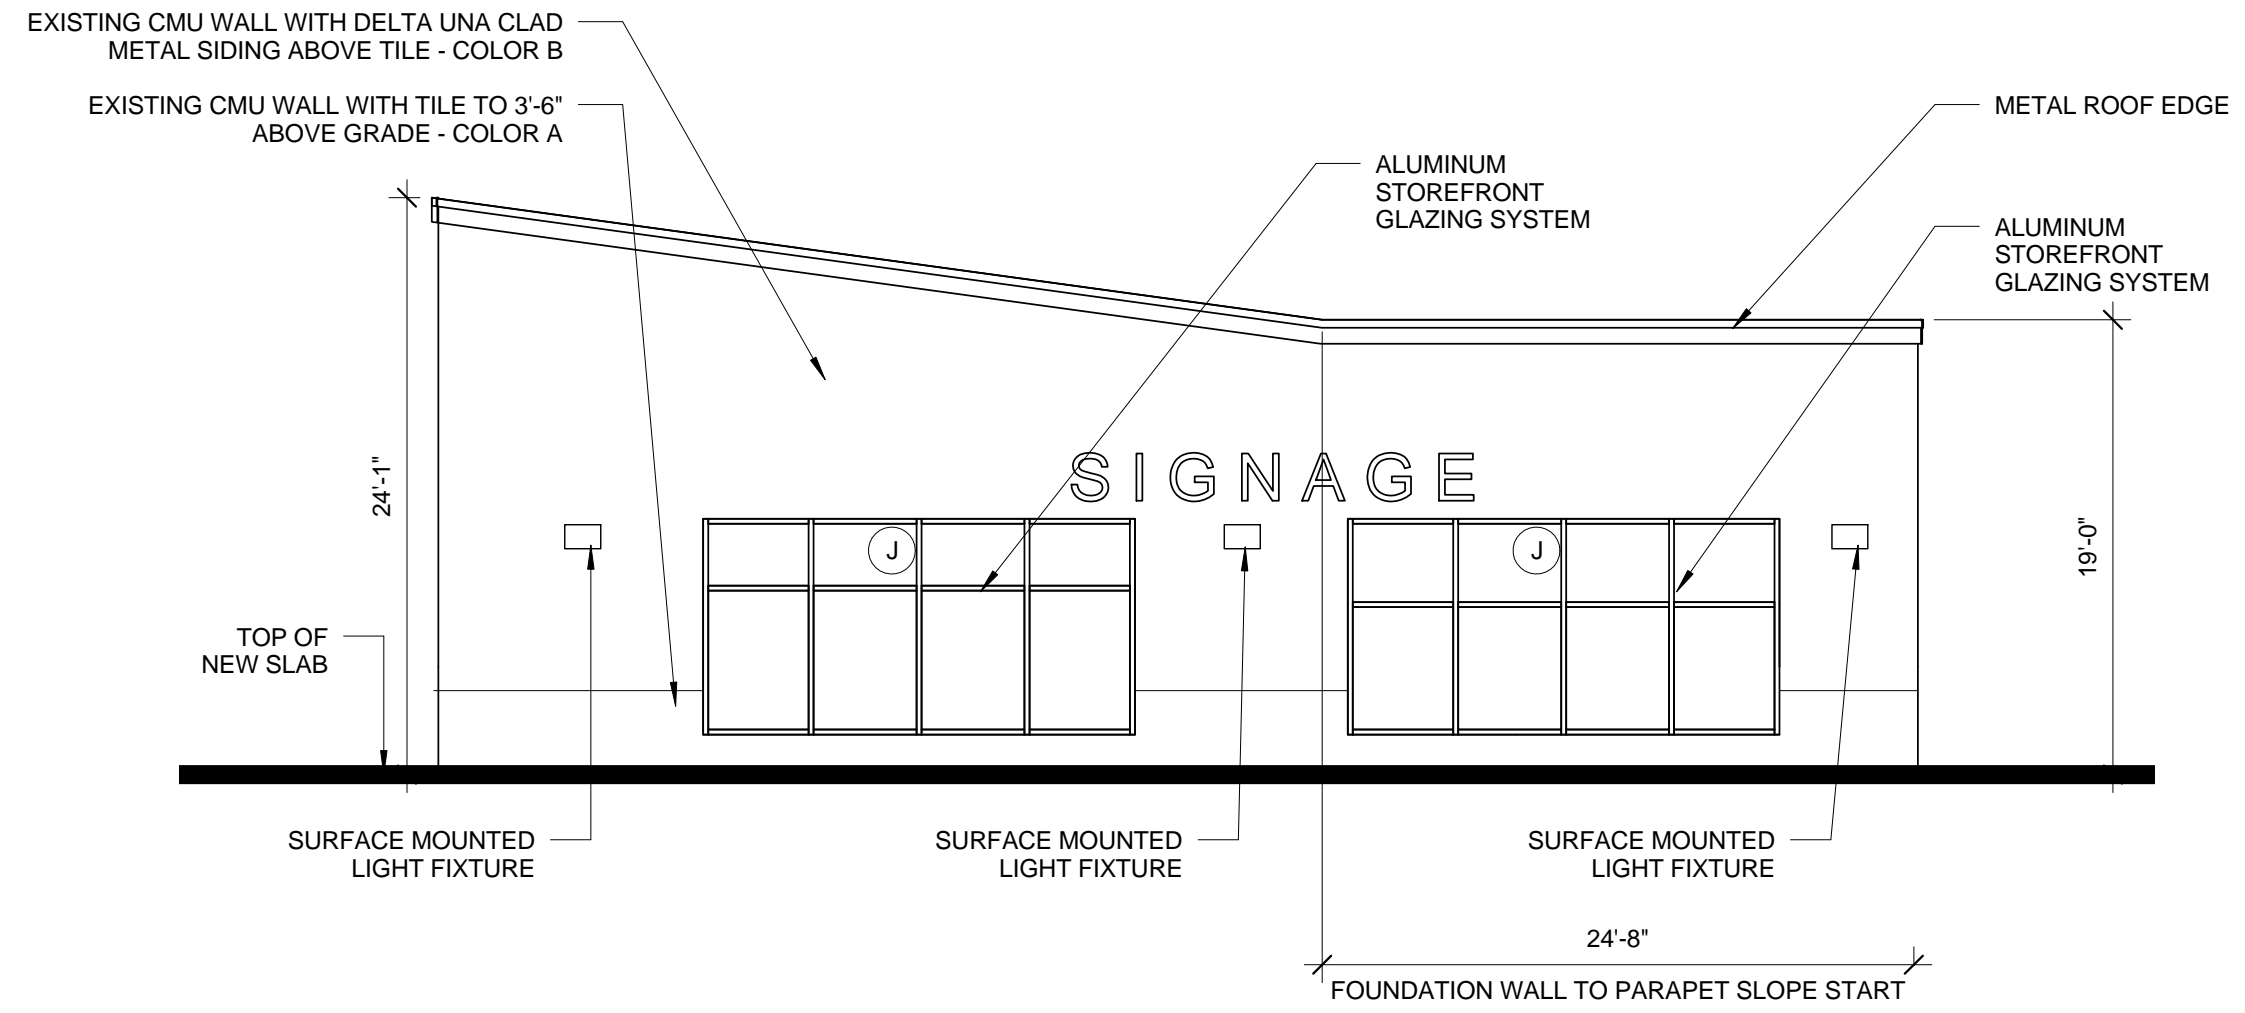 EXISTING CMU WALL WITH DELTA UNA CLAD
METAL SIDING ABOVE TILE - COLOR B
EXISTING CMU WALL WITH TILE TO 3'-6"
ABOVE GRADE - COLOR A
METAL ROOF EDGE
ALUMINUM
STOREFRONT
GLAZING SYSTEM
ALUMINUM
STOREFRONT
GLAZING SYSTEM
24'-1"
SIGNAGE
19'-0"
J
J
TOP OF
NEW SLAB
SURFACE MOUNTED
LIGHT FIXTURE
SURFACE MOUNTED
LIGHT FIXTURE
SURFACE MOUNTED
LIGHT FIXTURE
24'-8"
FOUNDATION WALL TO PARAPET SLOPE START